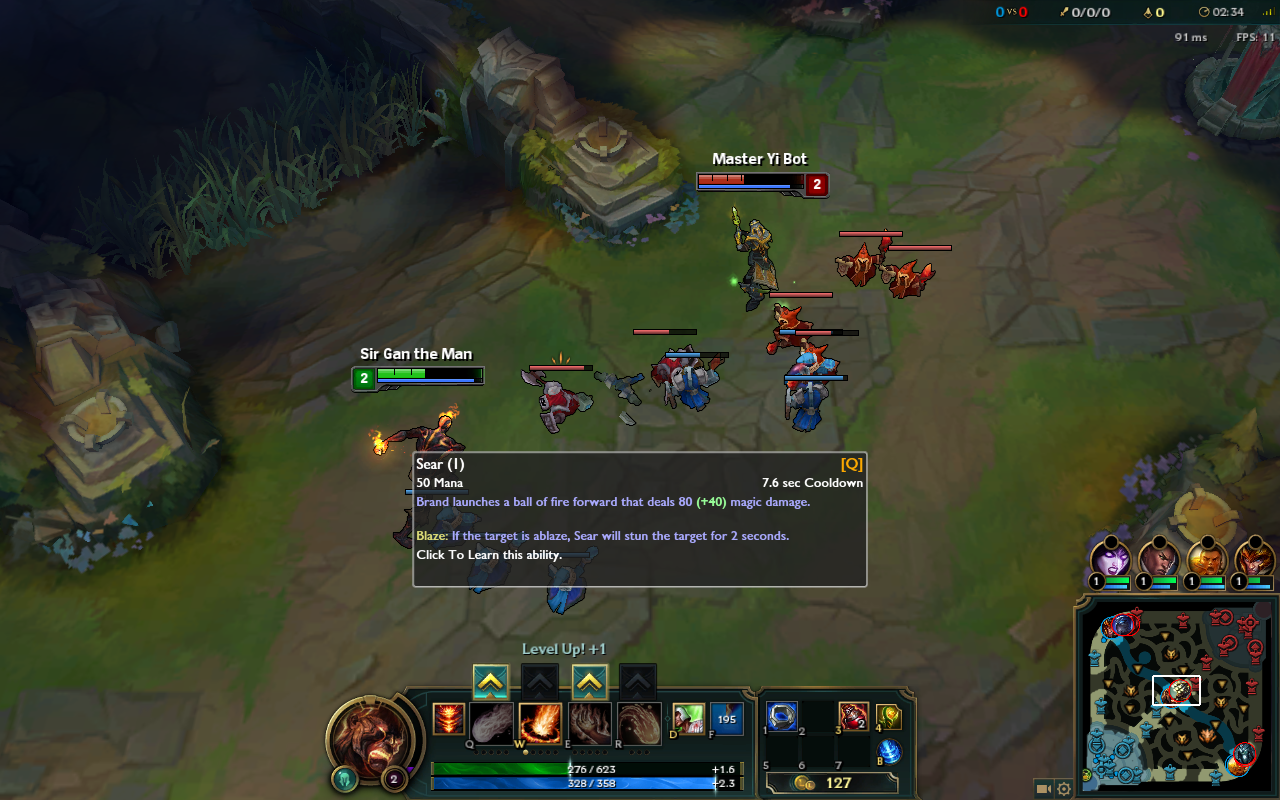 0 vs 0 0/0/0 0 02:34
91 ms FPS: 11
Master Yi Bot
2
Sir Gan the Man
2
Sear (1) [Q]
50 Mana 7.6 sec Cooldown
Brand launches a ball of fire forward that deals 80 (+40) magic damage.
Blaze: If the target is ablaze, Sear will stun the target for 2 seconds.
Click To Learn this ability.
1 1 1 1
Level Up! +1
195
Q W E R D F
1 2 3 2 4
5 6 7 B
276 / 623 +1.6
328 / 358 +2.3
2
127